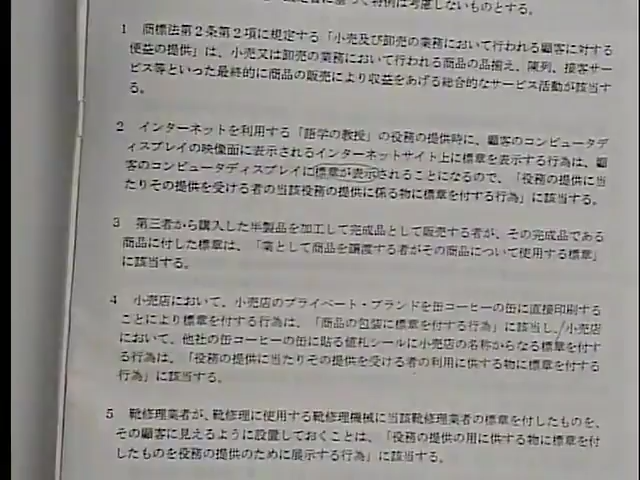 特例は考慮しないものとする。
1 商標法第2条第2項に規定する「小売及び卸売の業務において行われる顧客に対する
便益の提供」は、小売又は卸売の業務において行われる商品の品揃え、陳列、接客サー
ビス等といった最終的に商品の販売により収益をあげる総合的なサービス活動が該当す
る。
2 インターネットを利用する「語学の教授」の役務の提供時に、顧客のコンピュータデ
ィスプレイの映像面に表示されるインターネットサイト上に標章を表示する行為は、顧
客のコンピュータディスプレイに標章が表示されることになるので、「役務の提供に当
たりその提供を受ける者の当該役務の提供に係る物に標章を付する行為」に該当する。
3 第三者から購入した半製品を加工して完成品として販売する者が、その完成品である
商品に付した標章は、「業として商品を譲渡する者がその商品について使用する標章」
に該当する。
4 小売店において、小売店のプライベート・ブランドを缶コーヒーの缶に直接印刷する
ことにより標章を付する行為は、「商品の包装に標章を付する行為」に該当し、小売店
において、他社の缶コーヒーの缶に貼る値札シールに小売店の名称からなる標章を付す
る行為は、「役務の提供に当たりその提供を受ける者の利用に供する物に標章を付する
行為」に該当する。
5 靴修理業者が、靴修理に使用する靴修理機械に当該靴修理業者の標章を付したものを、
その顧客に見えるように設置しておくことは、「役務の提供の用に供する物に標章を付
したものを役務の提供のために展示する行為」に該当する。